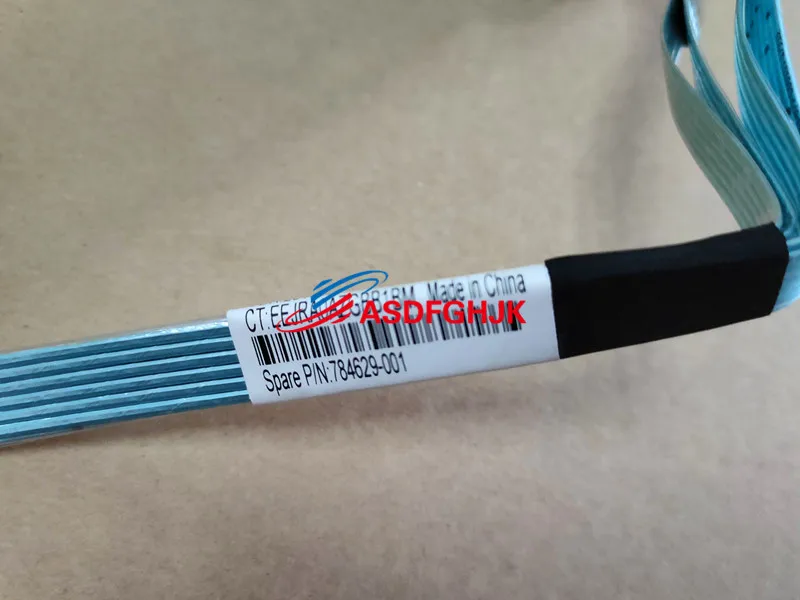 Made in China
ASDFGHJK
Spare P/N:784629-001